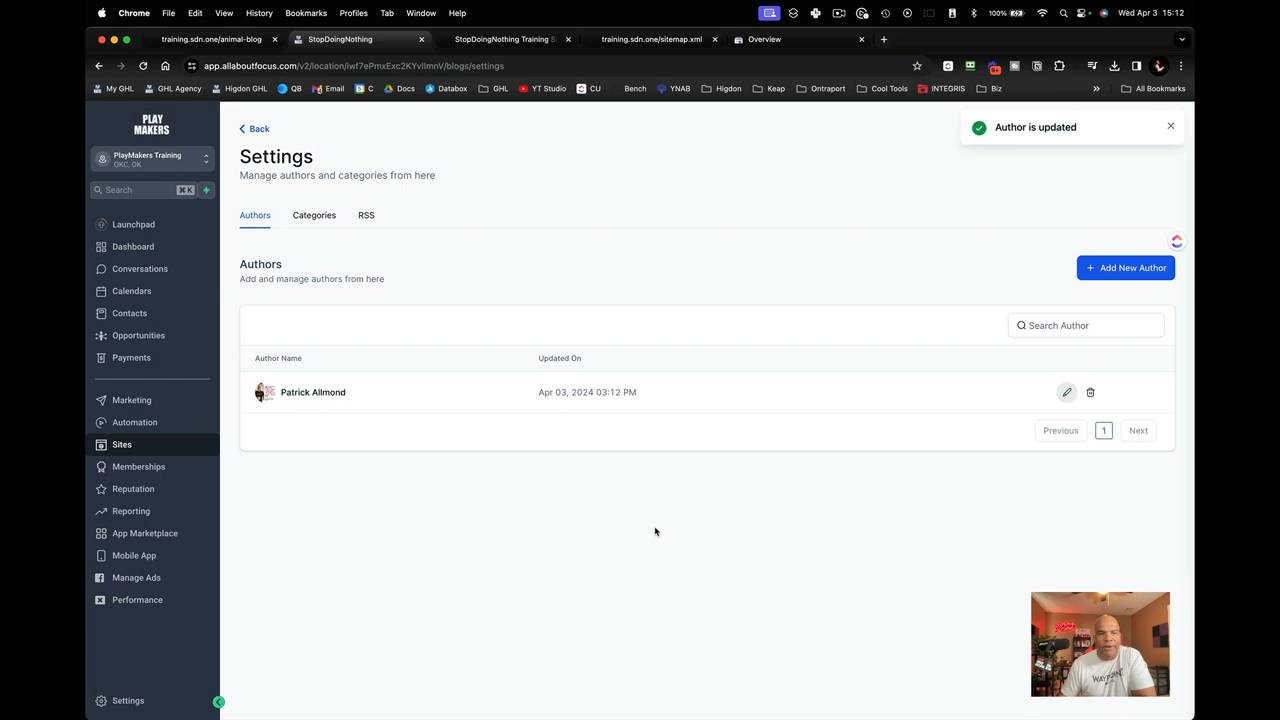 Chrome File Edit View History Bookmarks Profiles Tab Window Help 100% Wed Apr 3 15:12
training.sdn.one/animal-blog StopDoingNothing StopDoingNothing Training S training.sdn.one/sitemap.xml Overview
app.allaboutfocus.com/v2/location/iwf7ePmxExc2KYvIImnV/blogs/settings
My GHL GHL Agency Higdon GHL QB Email C Docs Databox GHL YT Studio CU Bench YNAB Higdon Keap Ontraport Cool Tools INTEGRIS Biz All Bookmarks
PLAY
MAKERS
PlayMakers Training
OKC, OK
Search ⌘ K
Launchpad
Dashboard
Conversations
Calendars
Contacts
Opportunities
Payments
Marketing
Automation
Sites
Memberships
Reputation
Reporting
App Marketplace
Mobile App
Manage Ads
Performance
Settings
Back
Settings
Manage authors and categories from here
Author is updated
Authors Categories RSS
Authors
Add and manage authors from here
+ Add New Author
Search Author
Author Name Updated On
Patrick Allmond Apr 03, 2024 03:12 PM
Previous 1 Next